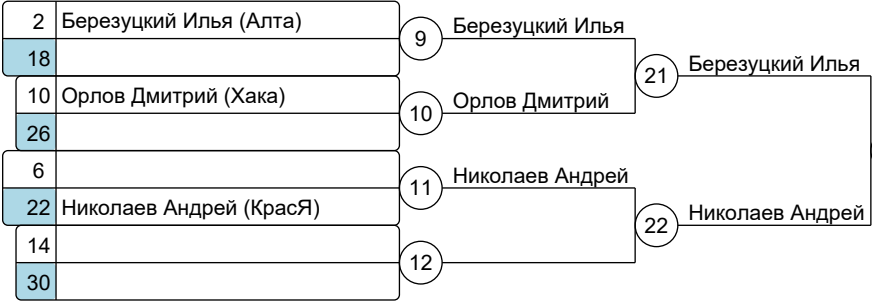 2 Березуцкий Илья (Алта)
18
9 Березуцкий Илья
10 Орлов Дмитрий (Хака)
26
10 Орлов Дмитрий
21 Березуцкий Илья
6
22 Николаев Андрей (КрасЯ)
11 Николаев Андрей
14
30
12
22 Николаев Андрей